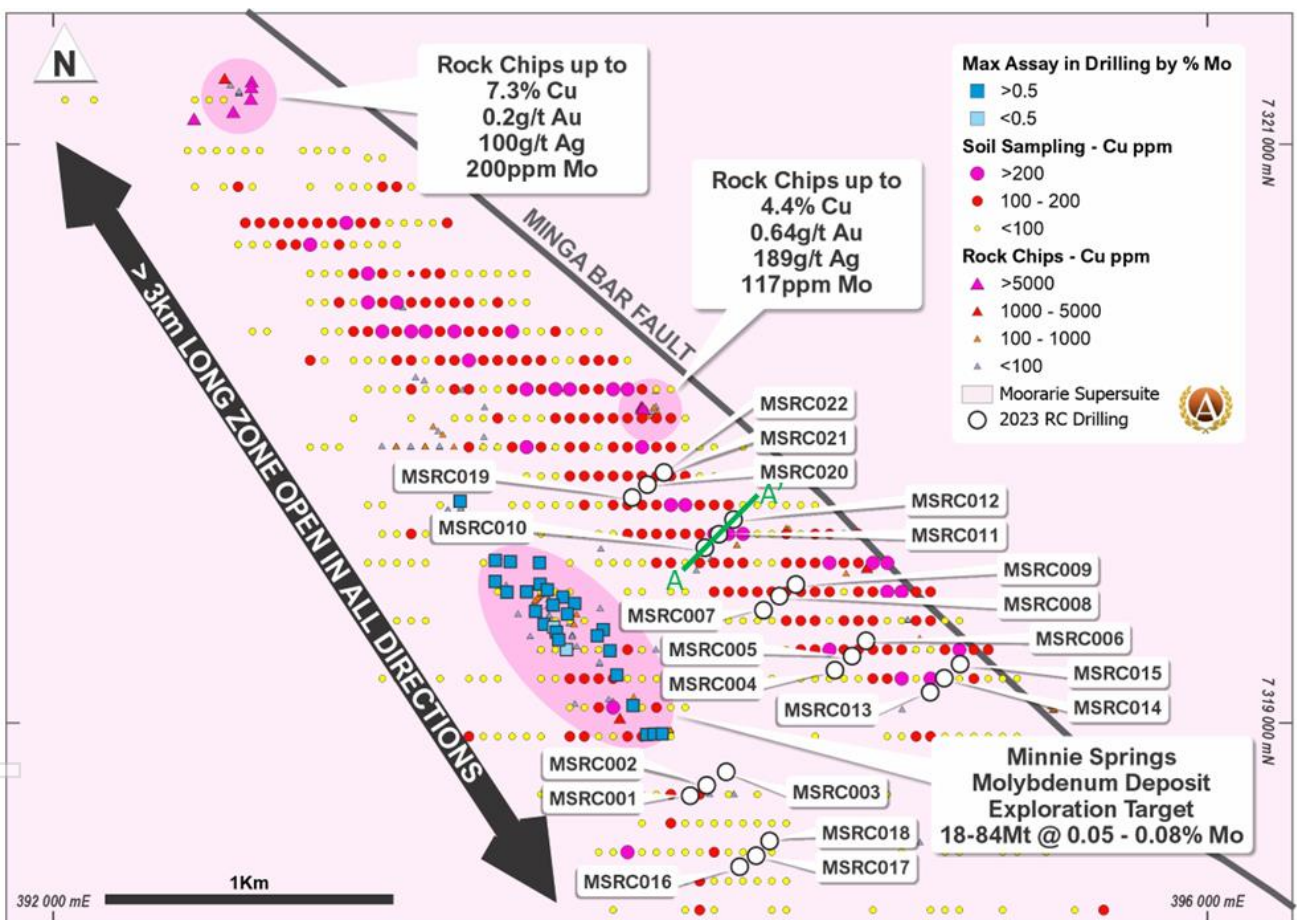 N
Rock Chips up to
7.3% Cu
0.2g/t Au
100g/t Ag
200ppm Mo
Rock Chips up to
4.4% Cu
0.64g/t Au
189g/t Ag
117ppm Mo
Max Assay in Drilling by % Mo
>0.5
<0.5
Soil Sampling - Cu ppm
>200
100 - 200
<100
Rock Chips - Cu ppm
>5000
1000 - 5000
100 - 1000
<100
Moorarie Supersuite
A
2023 RC Drilling
7 321 000 mN
MINGA BAR FAULT
> 3km LONG ZONE OPEN IN ALL DIRECTIONS
MSRC022
MSRC021
MSRC020
MSRC019
A'
MSRC012
MSRC010
MSRC011
A
MSRC009
MSRC008
MSRC007
MSRC006
MSRC005
MSRC015
MSRC004
MSRC014
MSRC013
7 319 000 mN
MSRC002
MSRC003
MSRC001
Minnie Springs
Molybdenum Deposit
Exploration Target
18-84Mt @ 0.05 - 0.08% Mo
MSRC018
MSRC017
MSRC016
392 000 mE
1Km
396 000 mE